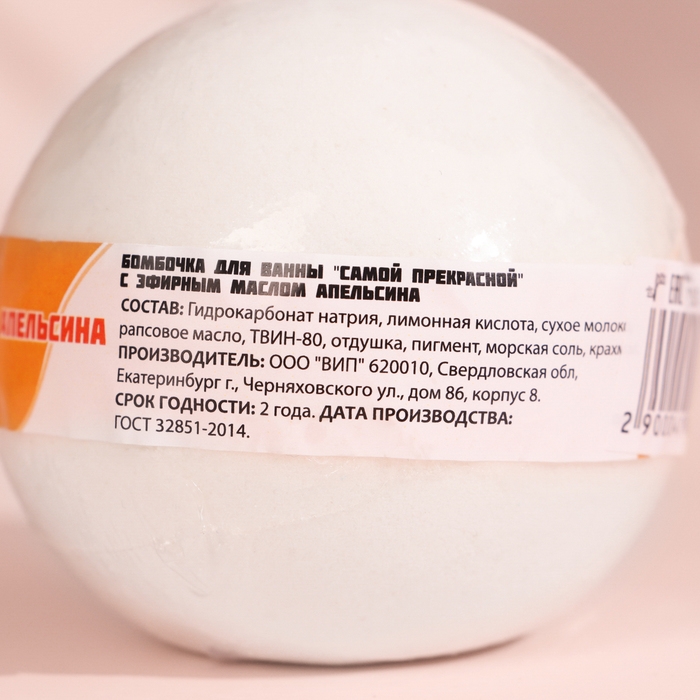 АПЕЛЬСИНА
БОМБОЧКА ДЛЯ ВАННЫ "САМОЙ ПРЕКРАСНОЙ"
С ЭФИРНЫМ МАСЛОМ АПЕЛЬСИНА
СОСТАВ: Гидрокарбонат натрия, лимонная кислота, сухое молоко
рапсовое масло, ТВИН-80, отдушка, пигмент, морская соль,
ПРОИЗВОДИТЕЛЬ: ООО "ВИП" 620010, Свердловская обл,
Екатеринбург г., Черняховского ул., дом 86, корпус 8.
СРОК ГОДНОСТИ: 2 года. ДАТА ПРОИЗВОДСТВА:
ГОСТ 32851-2014.
EAC